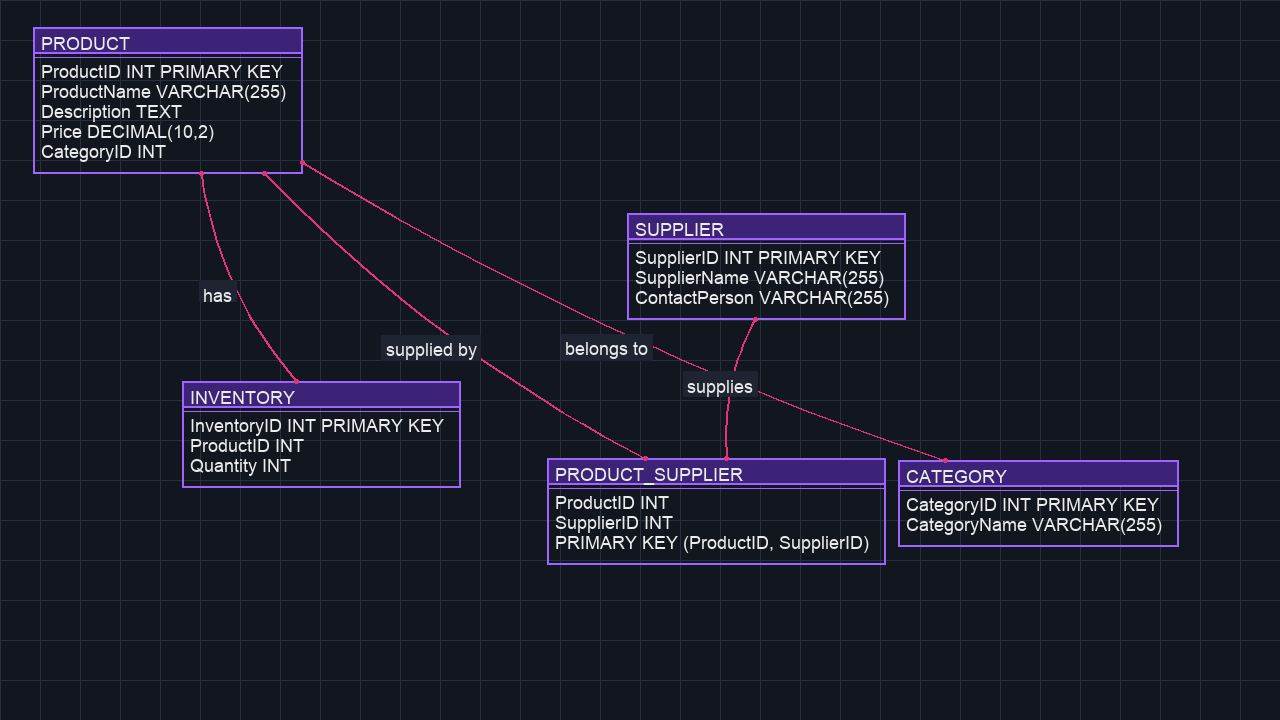 PRODUCT
ProductID INT PRIMARY KEY
ProductName VARCHAR(255)
Description TEXT
Price DECIMAL(10,2)
CategoryID INT
SUPPLIER
SupplierID INT PRIMARY KEY
SupplierName VARCHAR(255)
ContactPerson VARCHAR(255)
has
supplied by
belongs to
supplies
INVENTORY
InventoryID INT PRIMARY KEY
ProductID INT
Quantity INT
PRODUCT_SUPPLIER
ProductID INT
SupplierID INT
PRIMARY KEY (ProductID, SupplierID)
CATEGORY
CategoryID INT PRIMARY KEY
CategoryName VARCHAR(255)